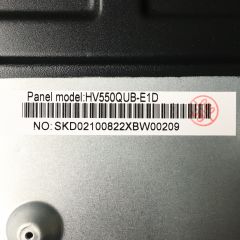 Panel model:HV550QUB-E1D
NO: SKD02100822XBW00209